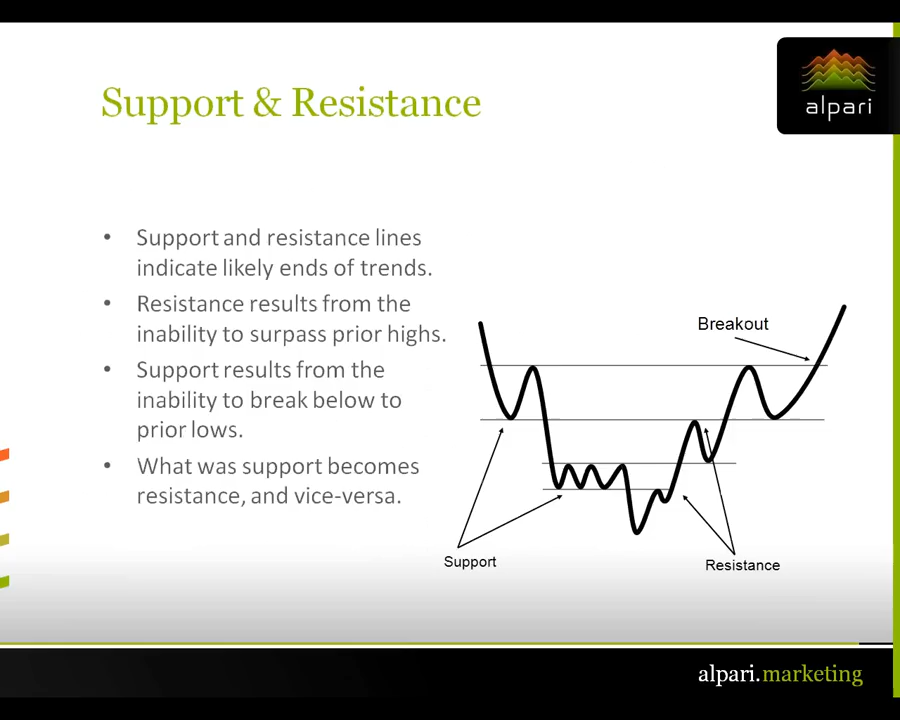 alpari
Support & Resistance
• Support and resistance lines
indicate likely ends of trends.
• Resistance results from the
inability to surpass prior highs.
• Support results from the
inability to break below to
prior lows.
• What was support becomes
resistance, and vice-versa.
Breakout
Support
Resistance
alpari.marketing